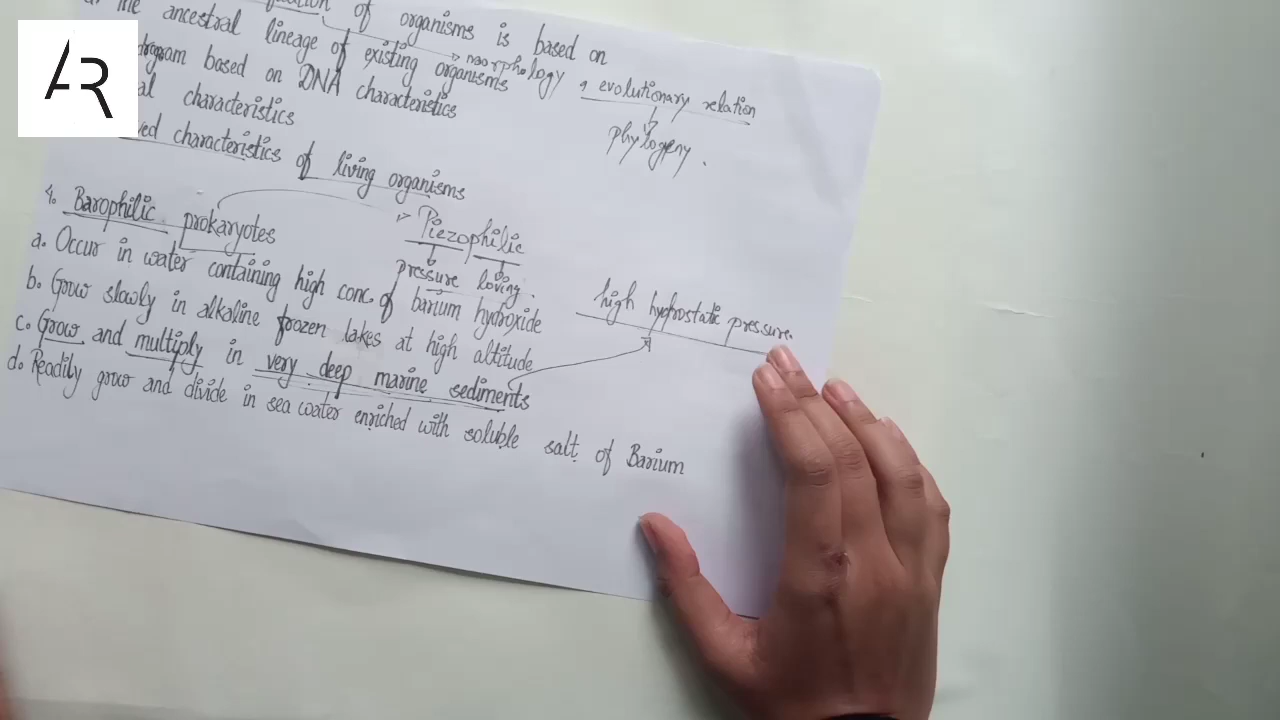 AR
of organisms is based on
The ancestral lineage of existing organisms
morphology & evolutionary relation
phylogeny.
based on DNA characteristics
al characteristics
characteristics of living organisms
4. Barophilic prokaryotes
Piezophilic
pressure loving.
a. Occur in water containing high conc. of barium hydroxide
b. Grow slowly in alkaline frozen lakes at high altitude
high hydrostatic pressure.
c. Grow and multiply in very deep marine sediments
d. Readily grow and divide in sea water enriched with soluble salt of Barium